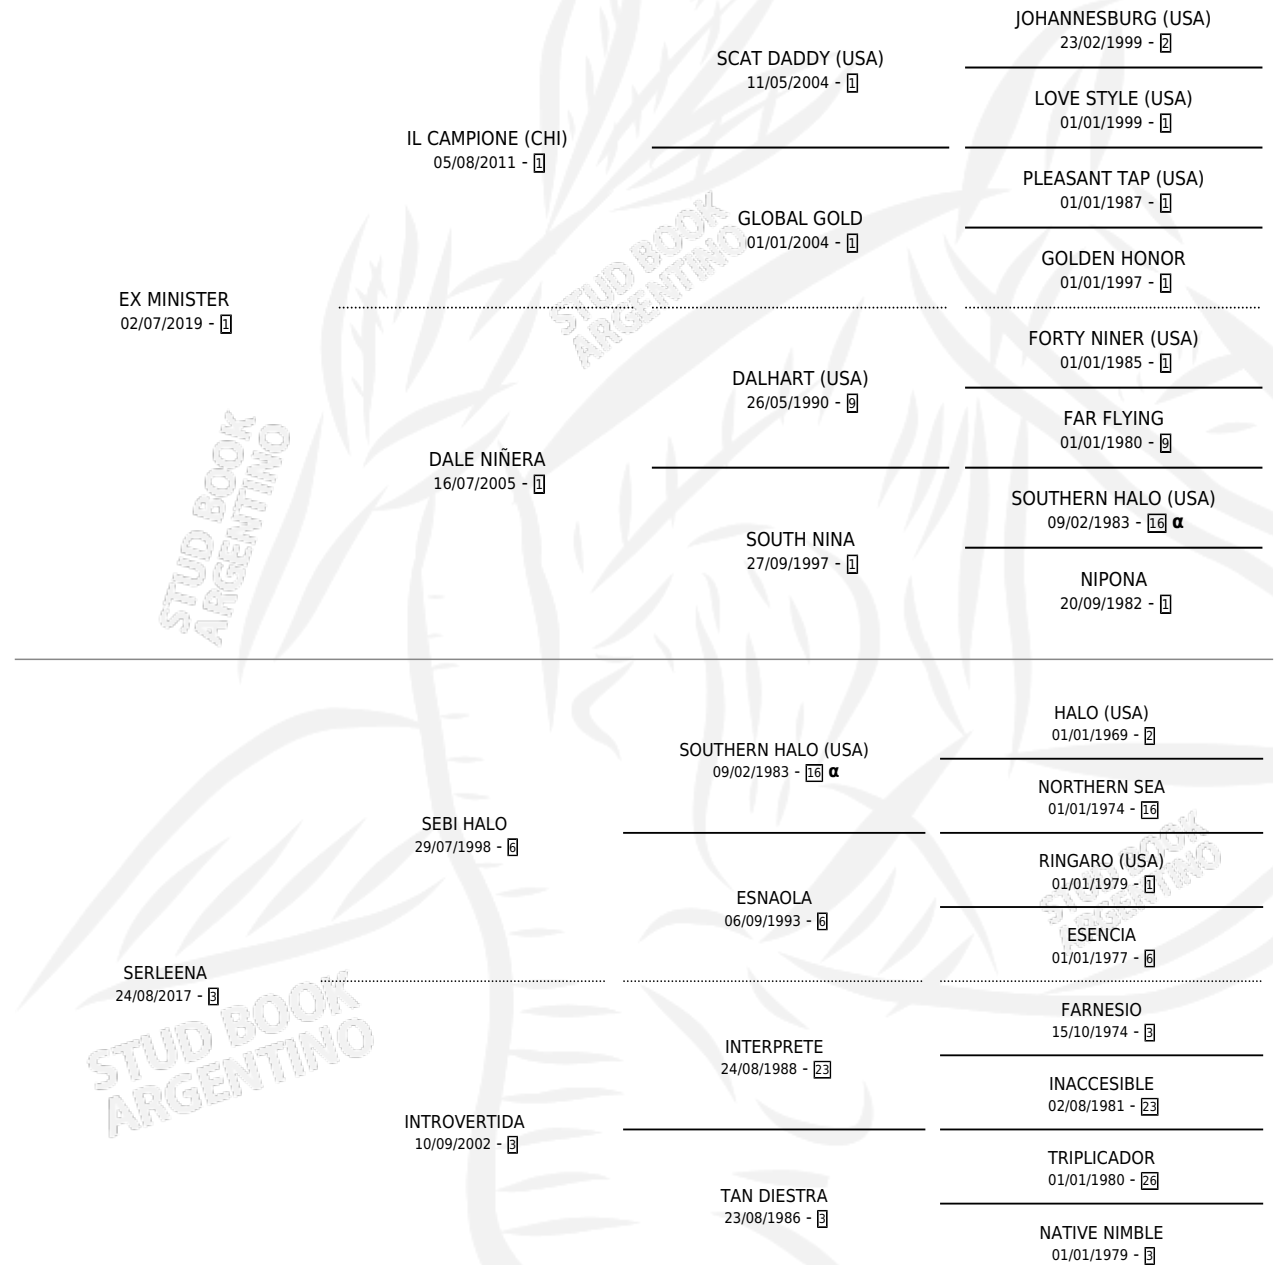 JOHANNESBURG (USA)
23/02/1999 - 2
SCAT DADDY (USA)
11/05/2004 - 1
LOVE STYLE (USA)
01/01/1999 - 1
IL CAMPIONE (CHI)
05/08/2011 - 1
PLEASANT TAP (USA)
01/01/1987 - 1
GLOBAL GOLD
01/01/2004 - 1
GOLDEN HONOR
01/01/1997 - 1
EX MINISTER
02/07/2019 - 1
FORTY NINER (USA)
01/01/1985 - 1
DALHART (USA)
26/05/1990 - 9
FAR FLYING
01/01/1980 - 9
DALE NIÑERA
16/07/2005 - 1
SOUTHERN HALO (USA)
09/02/1983 - 16 α
SOUTH NINA
27/09/1997 - 1
NIPONA
20/09/1982 - 1
HALO (USA)
01/01/1969 - 2
SOUTHERN HALO (USA)
09/02/1983 - 16 α
NORTHERN SEA
01/01/1974 - 16
SEBI HALO
29/07/1998 - 6
RINGARO (USA)
01/01/1979 - 1
ESNAOLA
06/09/1993 - 6
ESENCIA
01/01/1977 - 6
SERLEENA
24/08/2017 - 3
FARNESIO
15/10/1974 - 3
INTERPRETE
24/08/1988 - 23
INACCESIBLE
02/08/1981 - 23
INTROVERTIDA
10/09/2002 - 3
TRIPLICADOR
01/01/1980 - 26
TAN DIESTRA
23/08/1986 - 3
NATIVE NIMBLE
01/01/1979 - 3
STUD BOOK
ARGENTINO
STUD BOOK
ARGENTINO
STUD BOOK
ARGENTINO
STUD BOOK
ARGENTINO